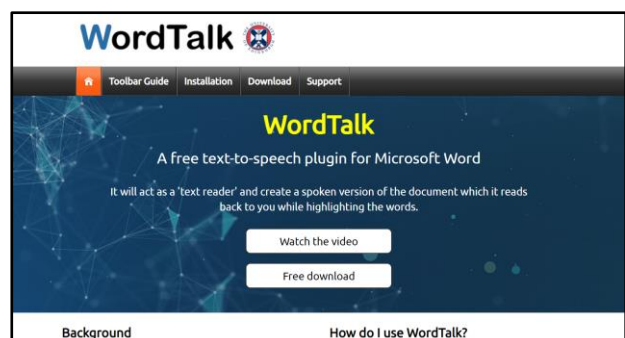 WordTalk
Toolbar Guide Installation Download Support
WordTalk
A free text-to-speech plugin for Microsoft Word
It will act as a 'text reader' and create a spoken version of the document which it reads
back to you while highlighting the words.
Watch the video
Free download
Background How do I use WordTalk?